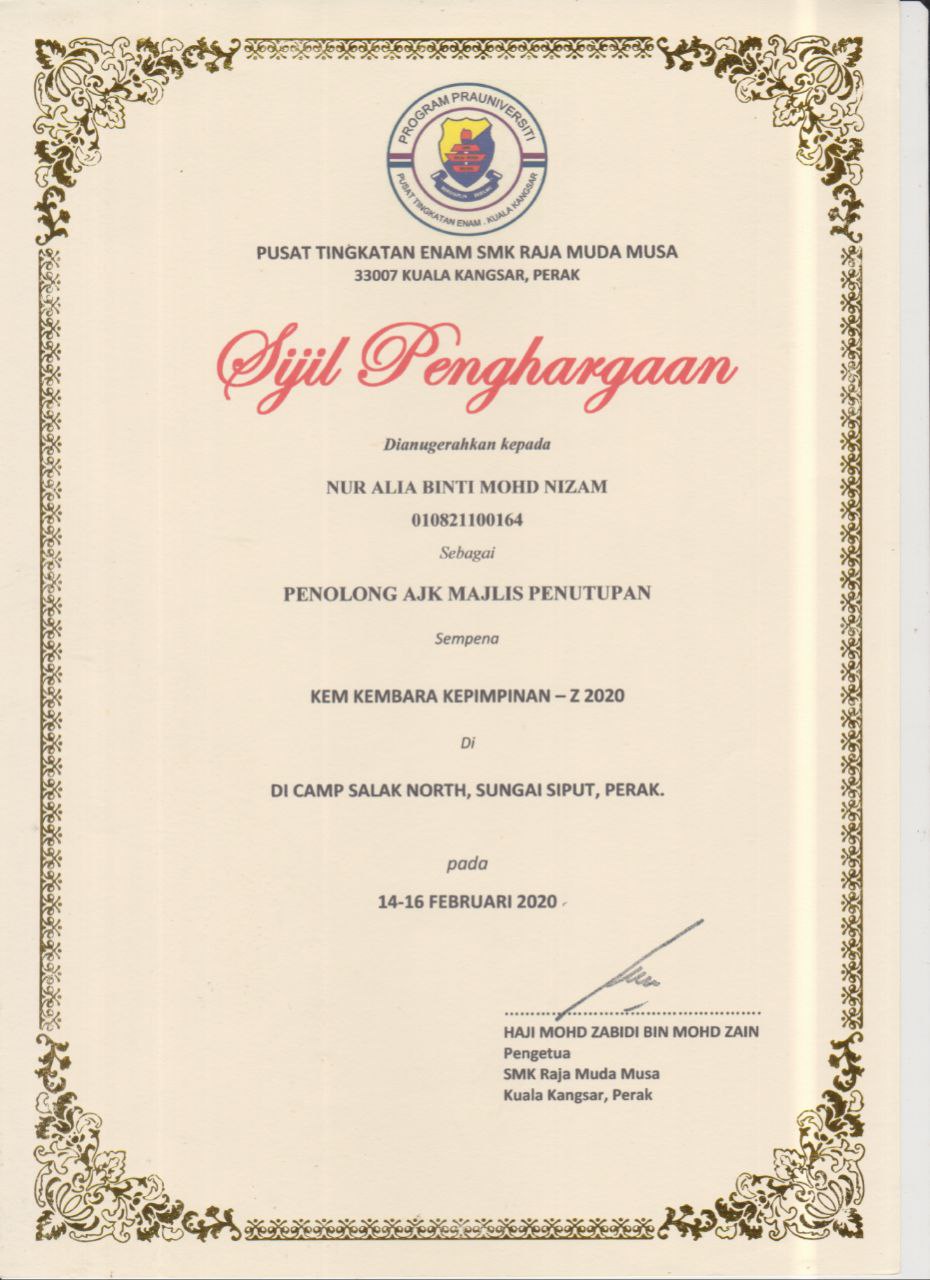 PROGRAM PRAUNIVERSITI
PUSAT TINGKATAN ENAM - KUALA KANGSAR
PUSAT TINGKATAN ENAM SMK RAJA MUDA MUSA
33007 KUALA KANGSAR, PERAK
Sijil Penghargaan
Dianugerahkan kepada
NUR ALIA BINTI MOHD NIZAM
010821100164
Sebagai
PENOLONG AJK MAJLIS PENUTUPAN
Sempena
KEM KEMBARA KEPIMPINAN – Z 2020
Di
DI CAMP SALAK NORTH, SUNGAI SIPUT, PERAK.
pada
14-16 FEBRUARI 2020
HAJI MOHD ZABIDI BIN MOHD ZAIN
Pengetua
SMK Raja Muda Musa
Kuala Kangsar, Perak